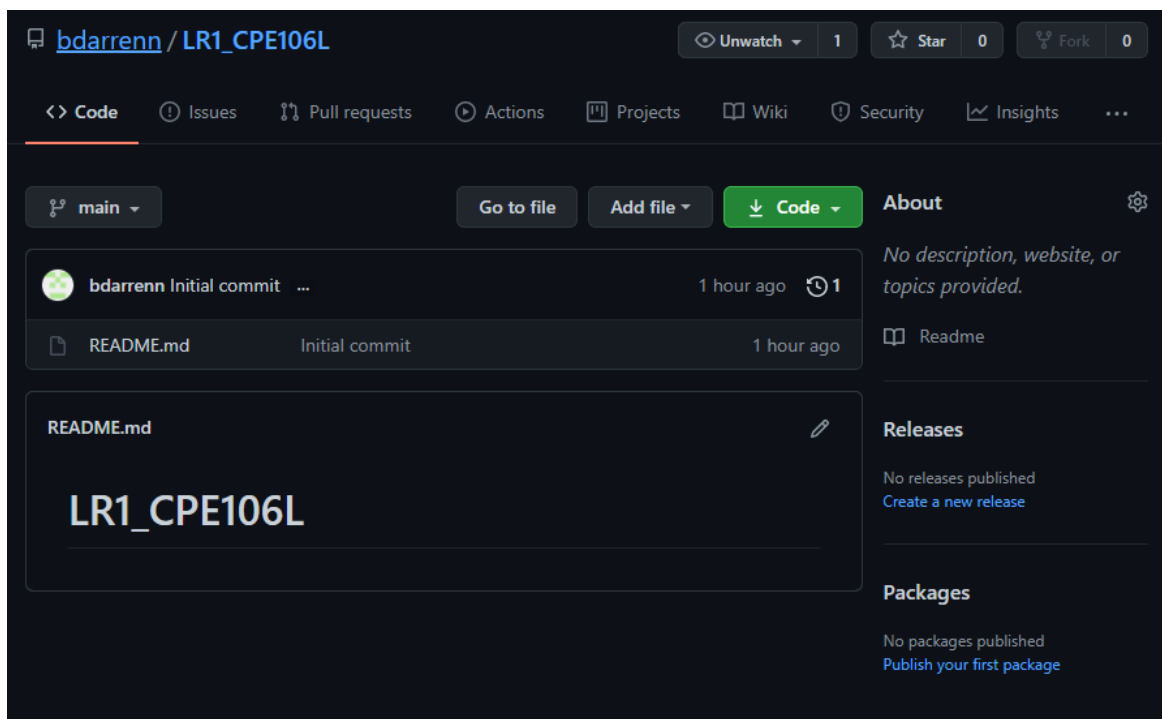 bdarrenn / LR1_CPE106L
Unwatch 1 Star 0 Fork 0
<> Code Issues Pull requests Actions Projects Wiki Security Insights ...
main Go to file Add file Code
bdarrenn Initial commit ... 1 hour ago 1
README.md Initial commit 1 hour ago
README.md
LR1_CPE106L
About
No description, website, or
topics provided.
Readme
Releases
No releases published
Create a new release
Packages
No packages published
Publish your first package